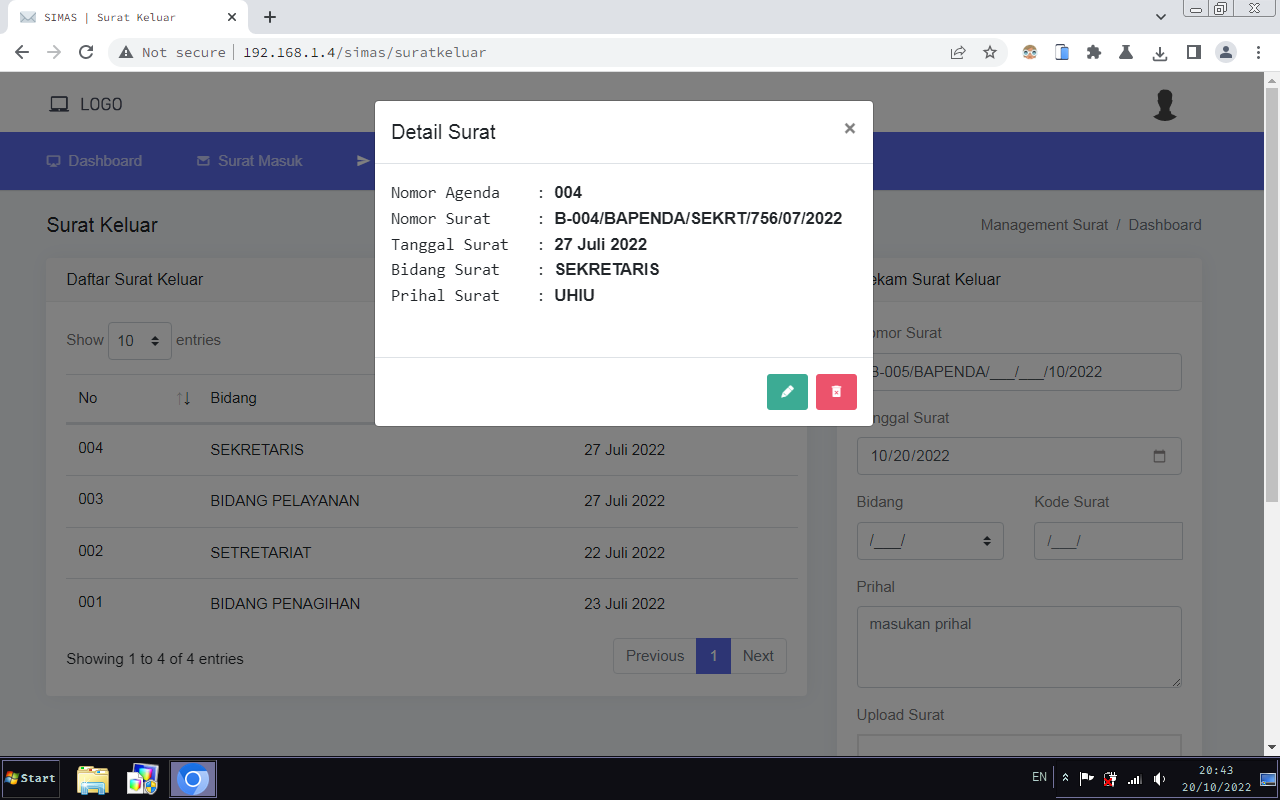 SIMAS | Surat Keluar
Not secure
192.168.1.4/simas/suratkeluar
LOGO
Dashboard
Surat Masuk
Detail Surat
×
Nomor Agenda : 004
Nomor Surat : B-004/BAPENDA/SEKRT/756/07/2022
Tanggal Surat : 27 Juli 2022
Bidang Surat : SEKRETARIS
Prihal Surat : UHIU
Surat Keluar
Management Surat / Dashboard
Daftar Surat Keluar
Show 10 entries
No
Bidang
004 SEKRETARIS 27 Juli 2022
003 BIDANG PELAYANAN 27 Juli 2022
002 SETRETARIAT 22 Juli 2022
001 BIDANG PENAGIHAN 23 Juli 2022
Showing 1 to 4 of 4 entries
Previous 1 Next
ekam Surat Keluar
omor Surat
B-005/BAPENDA/___/___/10/2022
nggal Surat
10/20/2022
Bidang
Kode Surat
/___/
/___/
Prihal
masukan prihal
Upload Surat
Start
EN
20:43
20/10/2022